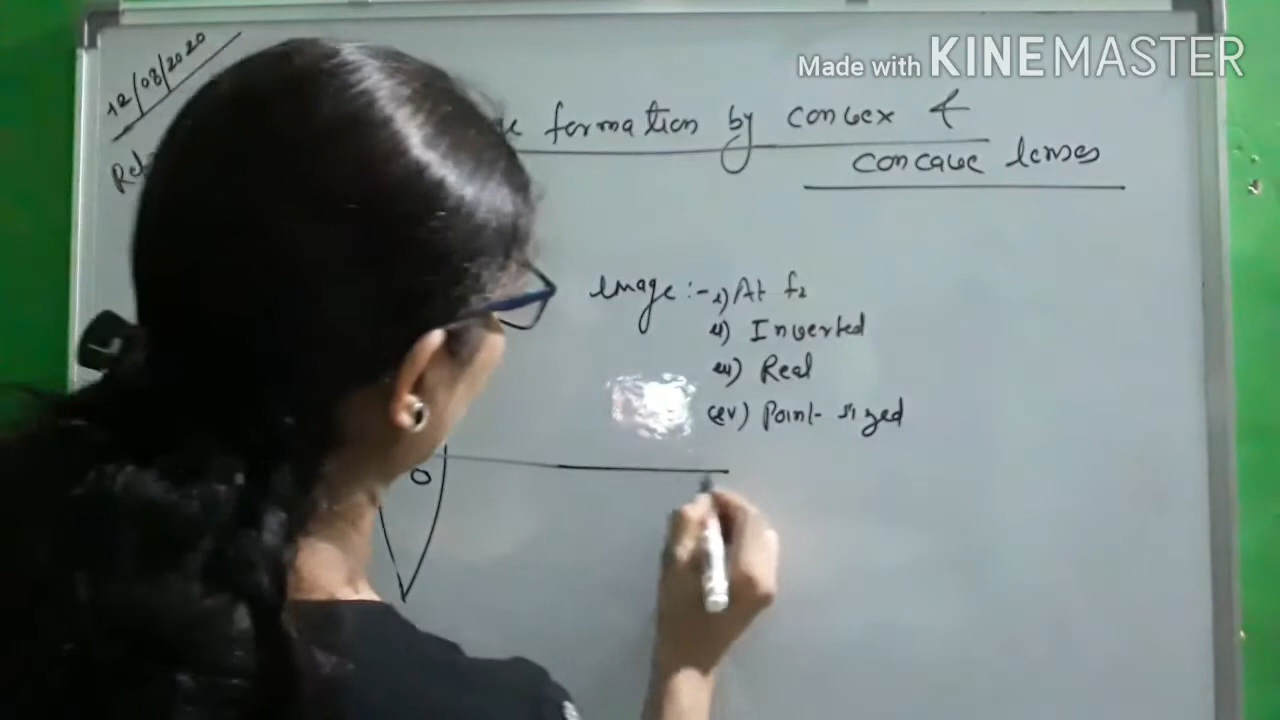 Made with KINEMASTER
12/08/2020
formation by convex &
concave lenses
Image :- i) At f2
ii) Inverted
iii) Real
(iv) Point-sized
O